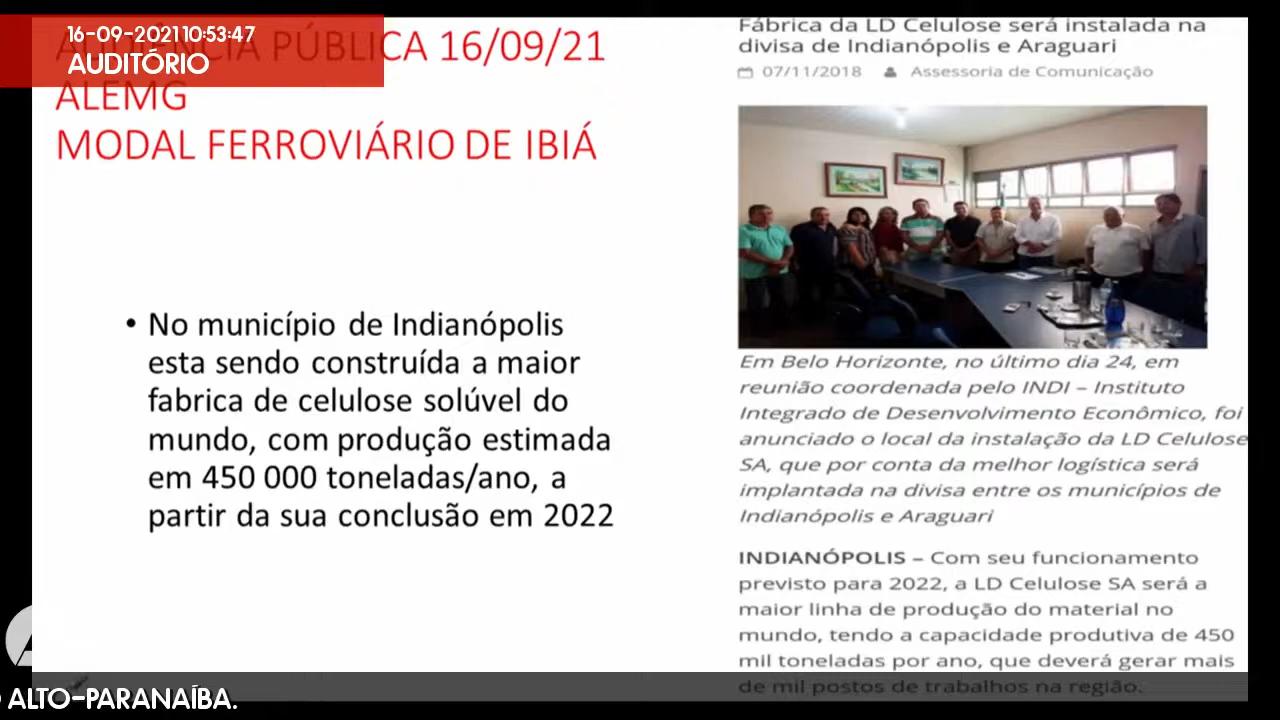 16-09-2021 10:53:47
AUDITÓRIO
PÚBLICA 16/09/21
ALEMG
MODAL FERROVIÁRIO DE IBIÁ
• No município de Indianópolis
esta sendo construída a maior
fabrica de celulose solúvel do
mundo, com produção estimada
em 450 000 toneladas/ano, a
partir da sua conclusão em 2022
Fábrica da LD Celulose será instalada na
divisa de Indianópolis e Araguari
07/11/2018 Assessoria de Comunicação
Em Belo Horizonte, no último dia 24, em
reunião coordenada pelo INDI – Instituto
Integrado de Desenvolvimento Econômico, foi
anunciado o local da instalação da LD Celulose
SA, que por conta da melhor logística será
implantada na divisa entre os municípios de
Indianópolis e Araguari
INDIANÓPOLIS – Com seu funcionamento
previsto para 2022, a LD Celulose SA será a
maior linha de produção do material no
mundo, tendo a capacidade produtiva de 450
mil toneladas por ano, que deverá gerar mais
de mil postos de trabalhos na região.
ALTO-PARANAÍBA.